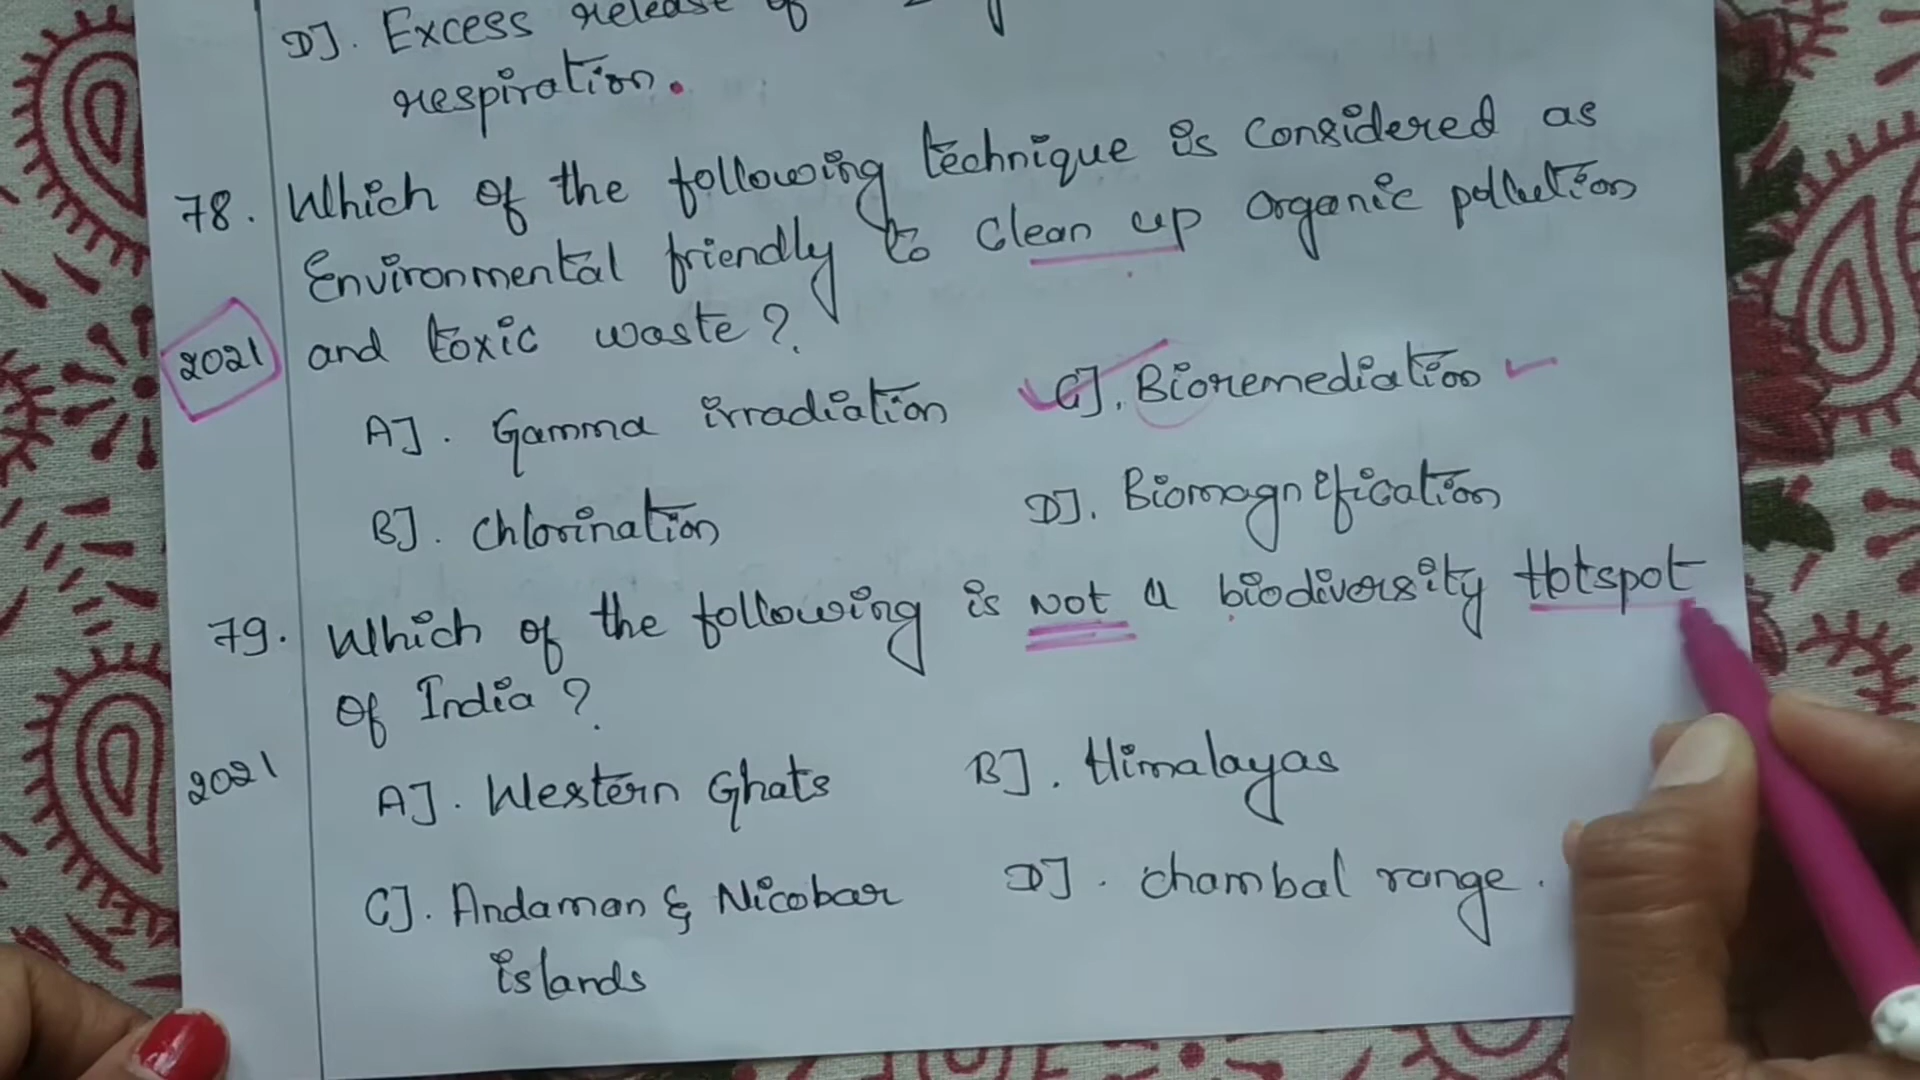 D]. Excess release of
respiration.
78. Which of the following technique is considered as
Environmental friendly to clean up organic pollution
2021 and toxic waste?
A]. Gamma irradiation C]. Bioremediation
B]. Chlorination D]. Biomagnification
79. Which of the following is Not a biodiversity Hotspot
of India?
2021 A]. Western Ghats B]. Himalayas
C]. Andaman & Nicobar D]. Chambal range.
islands